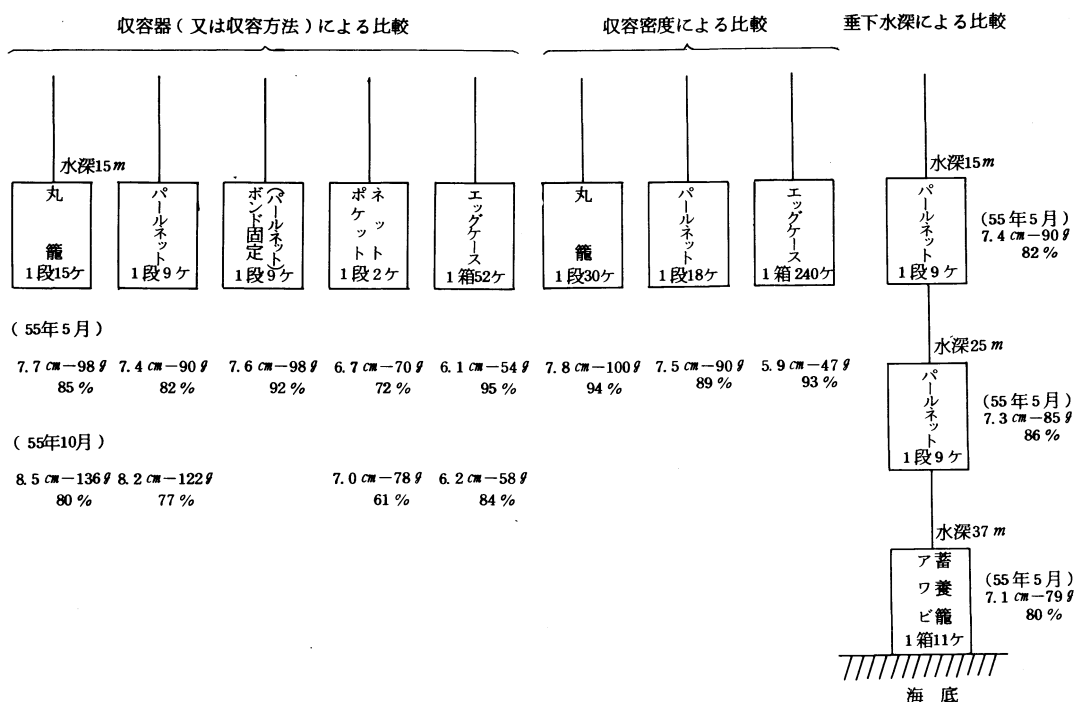 収容器(又は収容方法)による比較
収容密度による比較
垂下水深による比較
水深15m
丸籠
1段15ケ
パールネット
1段9ケ
(パールネット)
ボンド固定
1段9ケ
ネット
ポケット
1段2ケ
エッグケース
1箱52ケ
丸籠
1段30ケ
パールネット
1段18ケ
エッグケース
1箱240ケ
(55年5月)
7.7cm-98g
85%
7.4cm-90g
82%
7.6cm-98g
92%
6.7cm-70g
72%
6.1cm-54g
95%
7.8cm-100g
94%
7.5cm-90g
89%
5.9cm-47g
93%
(55年10月)
8.5cm-136g
80%
8.2cm-122g
77%
7.0cm-78g
61%
6.2cm-58g
84%
水深15m
パールネット
1段9ケ
(55年5月)
7.4cm-90g
82%
水深25m
パールネット
1段9ケ
(55年5月)
7.3cm-85g
86%
水深37m
蓄養籠
アワビ
1箱11ケ
(55年5月)
7.1cm-79g
80%
海底